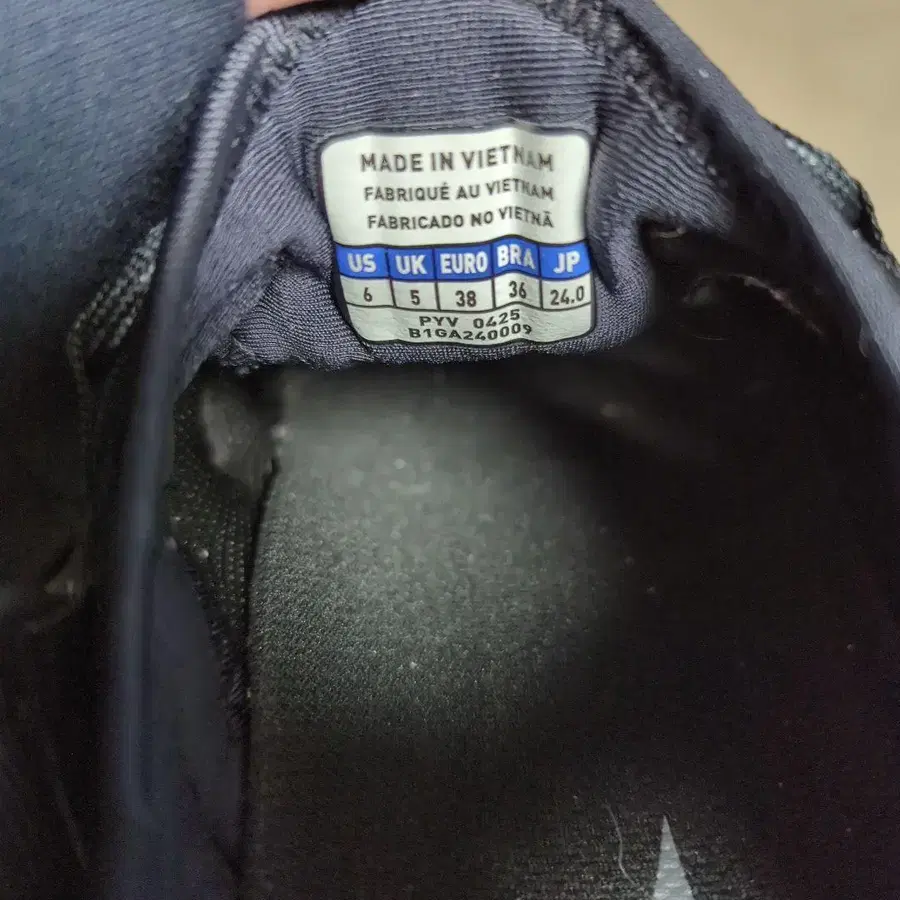 MADE IN VIETNAM
FABRIQUÉ AU VIETNAM
FABRICADO NO VIETNÃ
US UK EURO BRA JP
6 5 38 36 24.0
PYV 0425
B1GA240009